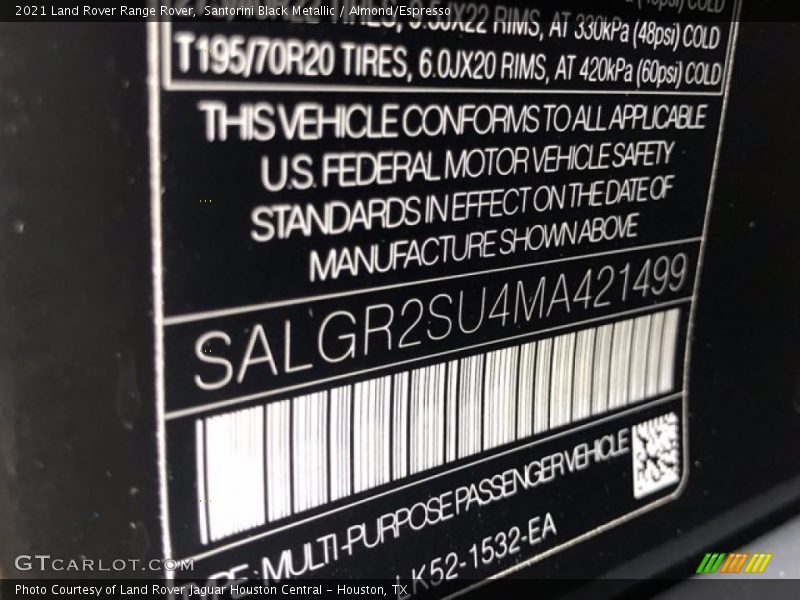 2021 Land Rover Range Rover, Santorini Black Metallic / Almond/Espresso
RIMS, AT 330kPa (48psi) COLD
T195/70R20 TIRES, 6.0JX20 RIMS, AT 420kPa (60psi) COLD
THIS VEHICLE CONFORMS TO ALL APPLICABLE
U.S. FEDERAL MOTOR VEHICLE SAFETY
STANDARDS IN EFFECT ON THE DATE OF
MANUFACTURE SHOWN ABOVE
SALGR2SU4MA421499
TYPE: MULTI-PURPOSE PASSENGER VEHICLE
LK52-1532-EA
GTCARLOT.COM
Photo Courtesy of Land Rover Jaguar Houston Central - Houston, TX